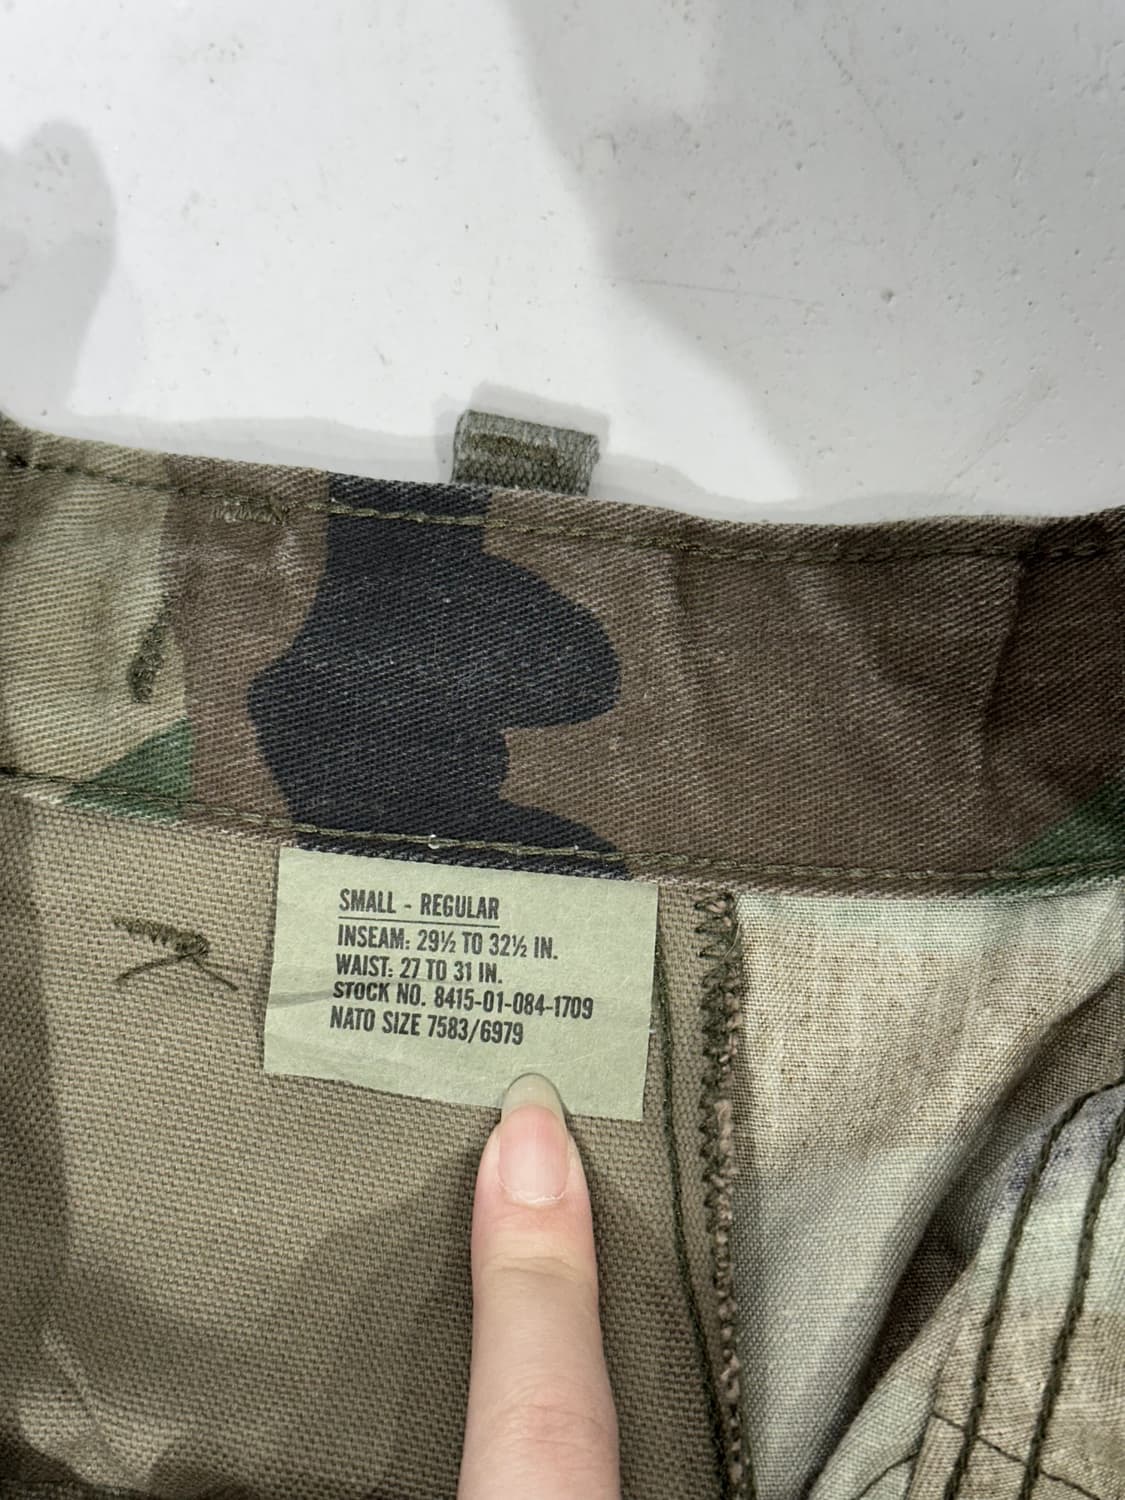 SMALL - REGULAR
INSEAM: 29½ TO 32½ IN.
WAIST: 27 TO 31 IN.
STOCK NO. 8415-01-084-1709
NATO SIZE 7583/6979